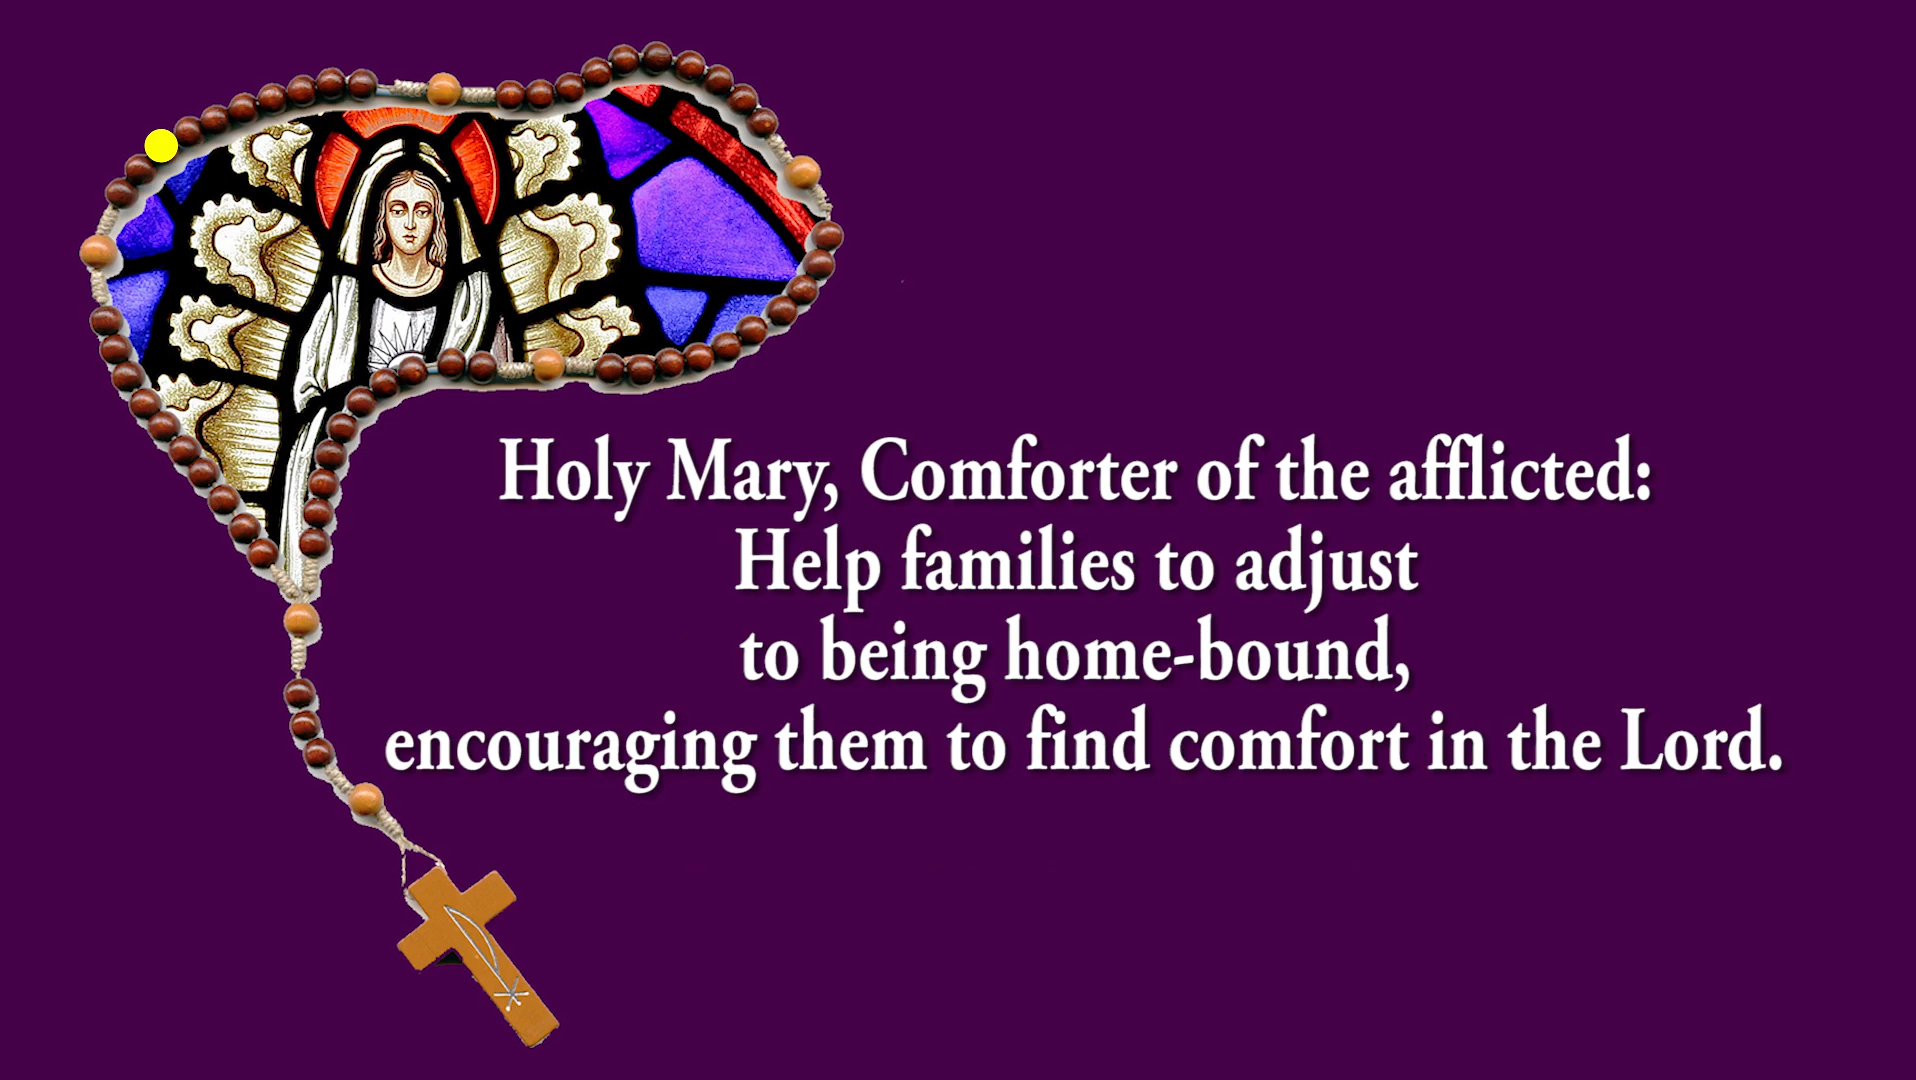 Holy Mary, Comforter of the afflicted:
Help families to adjust
to being home-bound,
encouraging them to find comfort in the Lord.